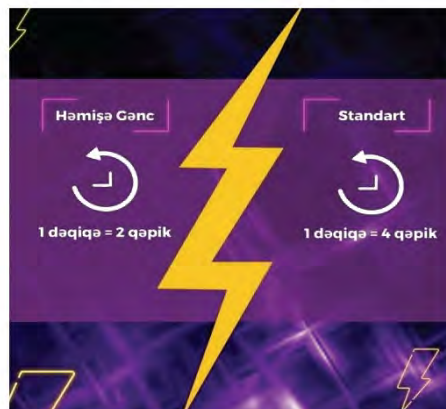 Həmişə Gənc
1 dəqiqə = 2 qəpik
Standart
1 dəqiqə = 4 qəpik